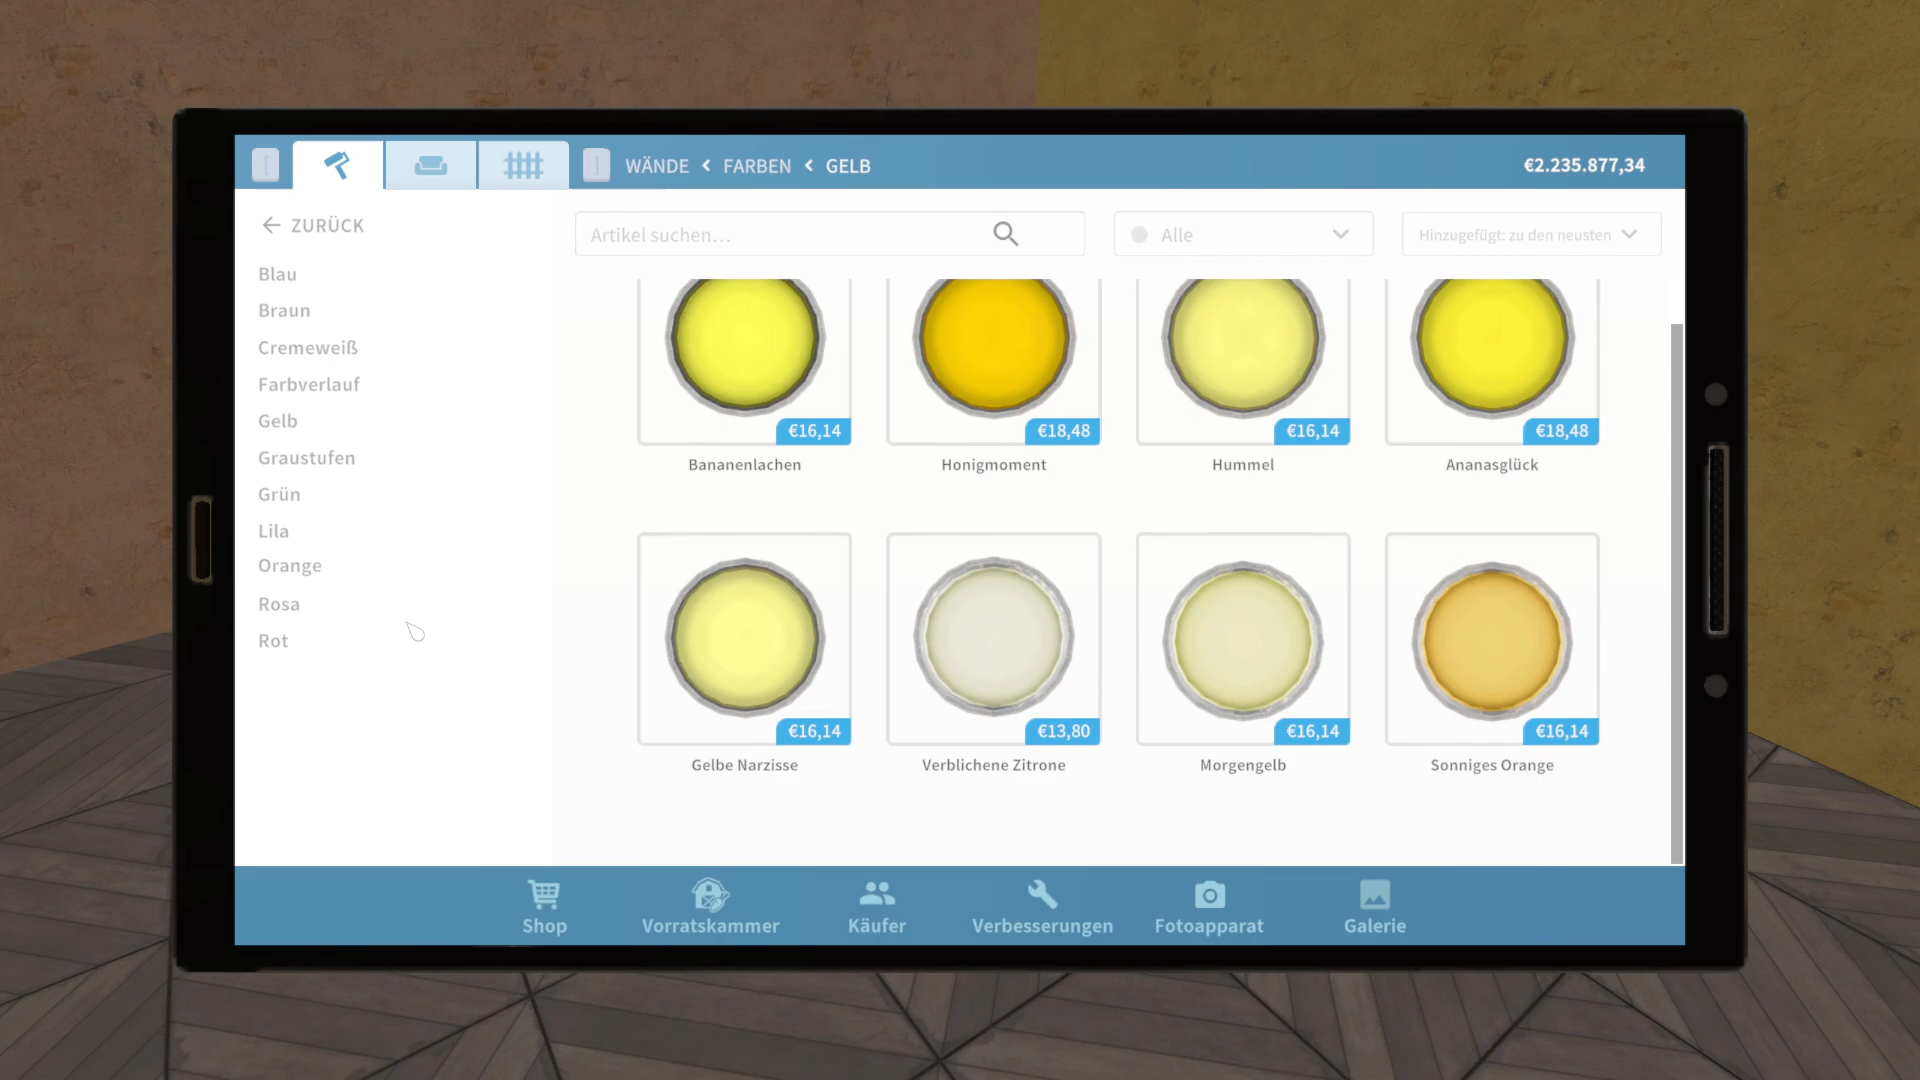 [
]
WÄNDE < FARBEN < GELB
€2.235.877,34
ZURÜCK
Artikel suchen...
Alle
Hinzugefügt: zu den neusten
Blau
Braun
Cremeweiß
Farbverlauf
Gelb
Graustufen
Grün
Lila
Orange
Rosa
Rot
€16,14
€18,48
€16,14
€18,48
Bananenlachen
Honigmoment
Hummel
Ananasglück
€16,14
€13,80
€16,14
€16,14
Gelbe Narzisse
Verblichene Zitrone
Morgengelb
Sonniges Orange
Shop
Vorratskammer
Käufer
Verbesserungen
Fotoapparat
Galerie